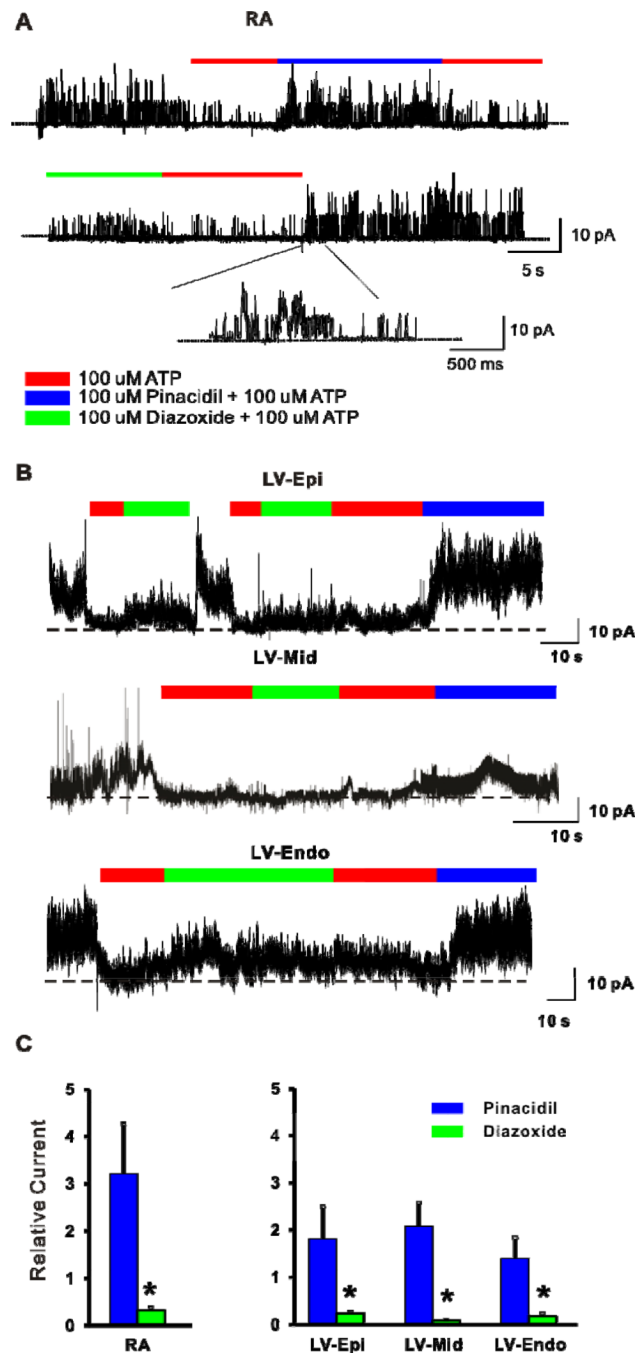 A
RA
10 pA
5 s
10 pA
500 ms
100 uM ATP
100 uM Pinacidil + 100 uM ATP
100 uM Diazoxide + 100 uM ATP
B
LV-Epi
10 pA
10 s
LV-Mid
10 pA
10 s
LV-Endo
10 pA
10 s
C
Relative Current
5
4
3
2
1
0
*
RA
5
4
3
2
1
0
Pinacidil
Diazoxide
* * *
LV-Epi LV-Mid LV-Endo